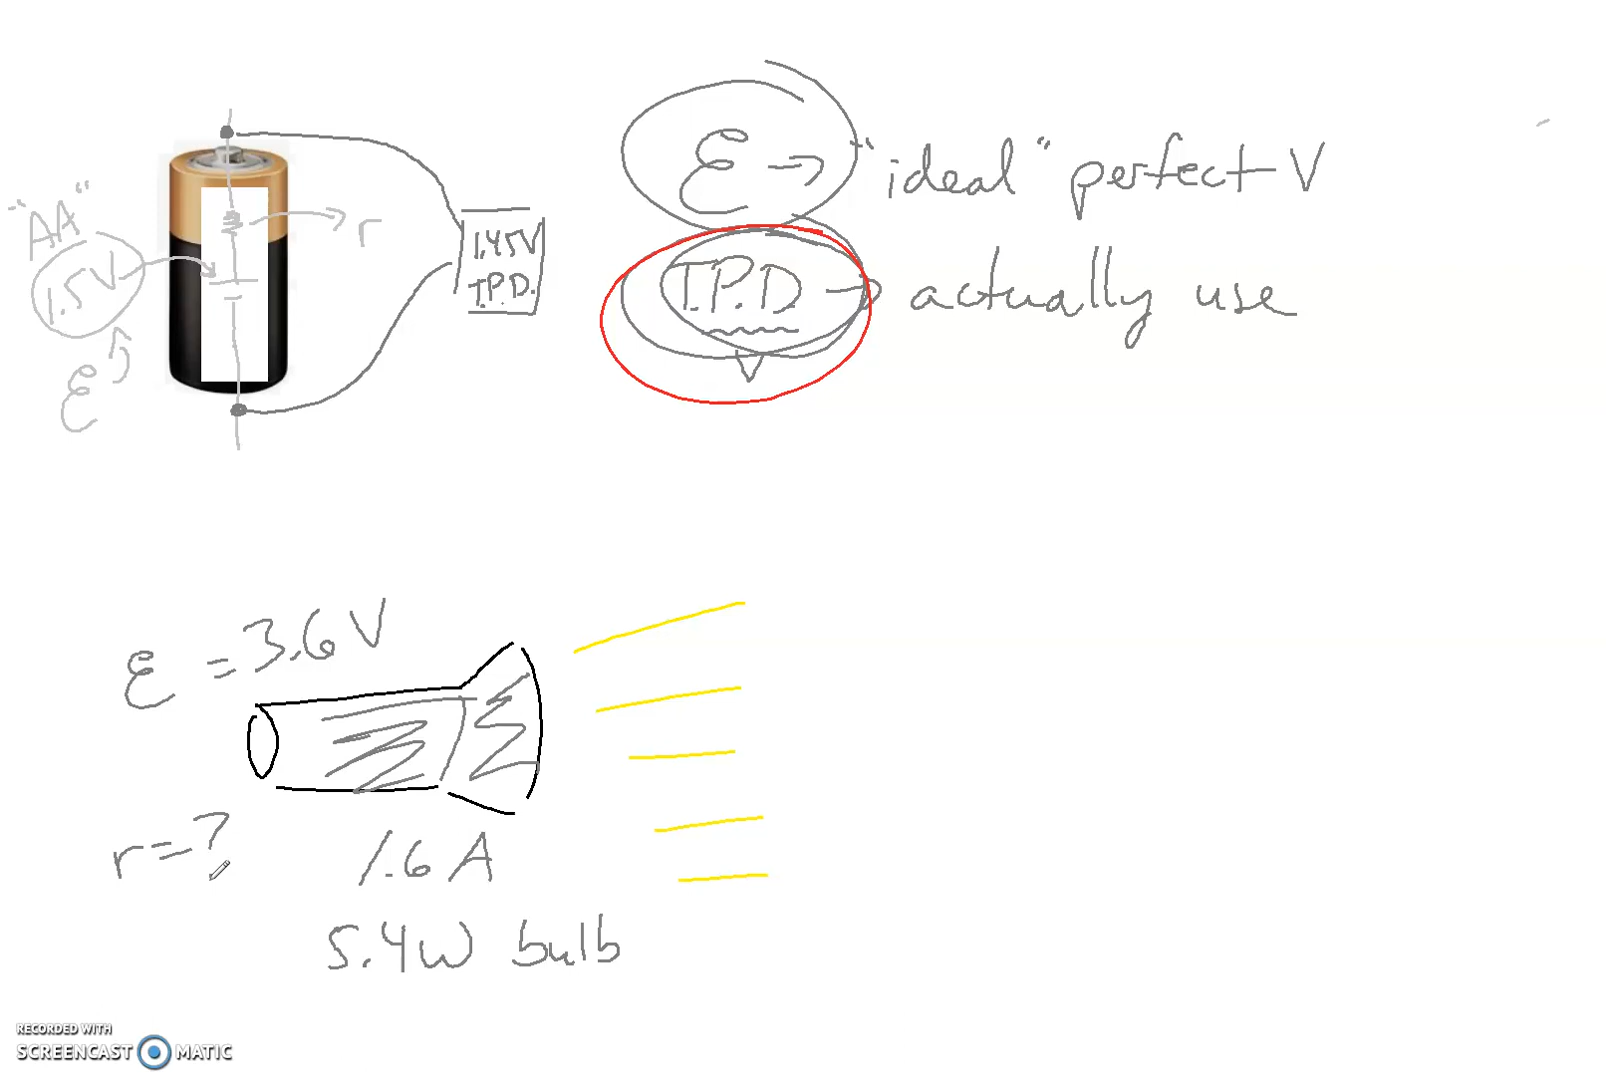 "AA"
1.5V
ε
r
1.45V
T.P.D.
ε → "ideal" perfect V
T.P.D → actually use
V
ε = 3.6 V
r = ?
1.6 A
5.4W bulb
RECORDED WITH
SCREENCAST MATIC